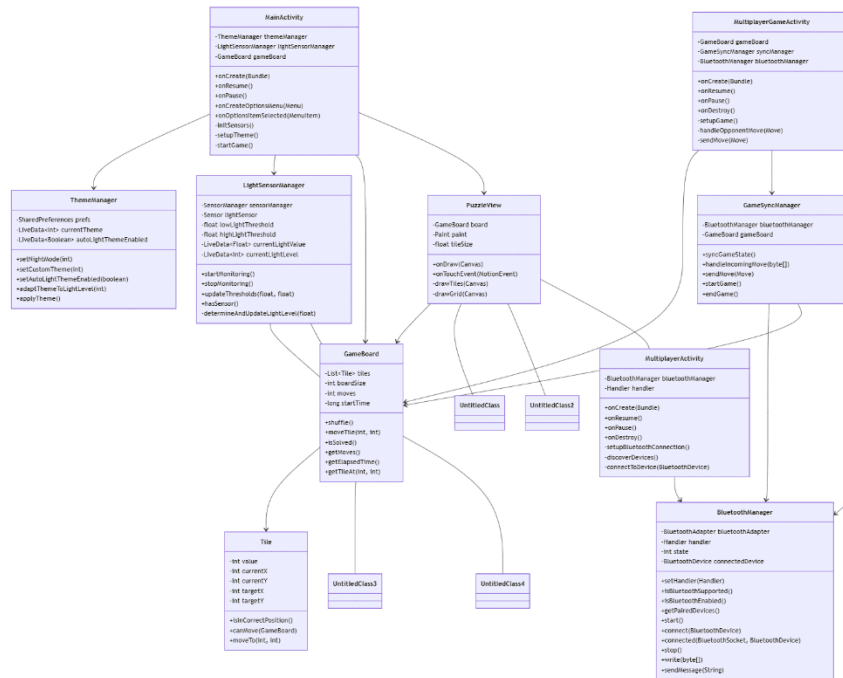 MainActivity
-ThemeManager themeManager
-LightSensorManager lightSensorManager
-GameBoard gameBoard
+onCreate(Bundle)
+onResume()
+onPause()
+onCreateOptionsMenu(Menu)
+onOptionsItemSelected(MenuItem)
-initSensors()
-setupTheme()
-startGame()
MultiplayerGameActivity
-GameBoard gameBoard
-GameSyncManager syncManager
-BluetoothManager bluetoothManager
+onCreate(Bundle)
+onResume()
+onPause()
+onDestroy()
-setupGame()
-handleOpponentMove(Move)
-sendMove(Move)
ThemeManager
-SharedPreferences prefs
-LiveData<Int> currentTheme
-LiveData<Boolean> autoLightThemeEnabled
+setNightMode(int)
+setCustomTheme(int)
+setAutoLightThemeEnabled(boolean)
+adaptThemeToLightLevel(int)
+applyTheme()
LightSensorManager
-SensorManager sensorManager
-Sensor lightSensor
-float lowLightThreshold
-float highLightThreshold
-LiveData<Float> currentLightValue
-LiveData<Int> currentLightLevel
+startMonitoring()
+stopMonitoring()
+updateThresholds(float, float)
+hasSensor()
-determineAndUpdateLightLevel(float)
PuzzleView
-GameBoard board
-Paint paint
-float tileSize
+onDraw(Canvas)
+onTouchEvent(MotionEvent)
-drawTiles(Canvas)
-drawGrid(Canvas)
GameSyncManager
-BluetoothManager bluetoothManager
-GameBoard gameBoard
+syncGameState()
+handleIncomingMove(byte[])
+sendMove(Move)
+startGame()
+endGame()
GameBoard
-List<Tile> tiles
-int boardSize
-int moves
-long startTime
+shuffle()
+moveTile(int, int)
+isSolved()
+getMoves()
+getElapsedTime()
+getTileAt(int, int)
UntitledClass
UntitledClass2
MultiplayerActivity
-BluetoothManager bluetoothManager
-Handler handler
+onCreate(Bundle)
+onResume()
+onPause()
+onDestroy()
-setupBluetoothConnection()
-discoverDevices()
-connectToDevice(BluetoothDevice)
Tile
-int value
-int currentX
-int currentY
-int targetX
-int targetY
+isInCorrectPosition()
+canMove(GameBoard)
+moveTo(int, int)
UntitledClass3
UntitledClass4
BluetoothManager
-BluetoothAdapter bluetoothAdapter
-Handler handler
-int state
-BluetoothDevice connectedDevice
+setHandler(Handler)
+isBluetoothSupported()
+isBluetoothEnabled()
+getPairedDevices()
+start()
+connect(BluetoothDevice)
+connected(BluetoothSocket, BluetoothDevice)
+stop()
+write(byte[])
+sendMessage(String)